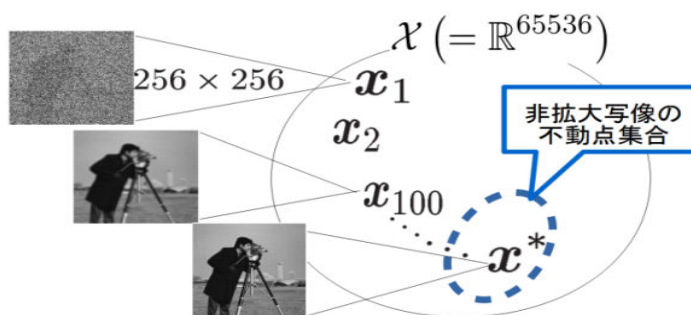 𝒳 (= ℝ^65536)
256 × 256
x₁
非拡大写像の
不動点集合
x₂
x₁₀₀
x*